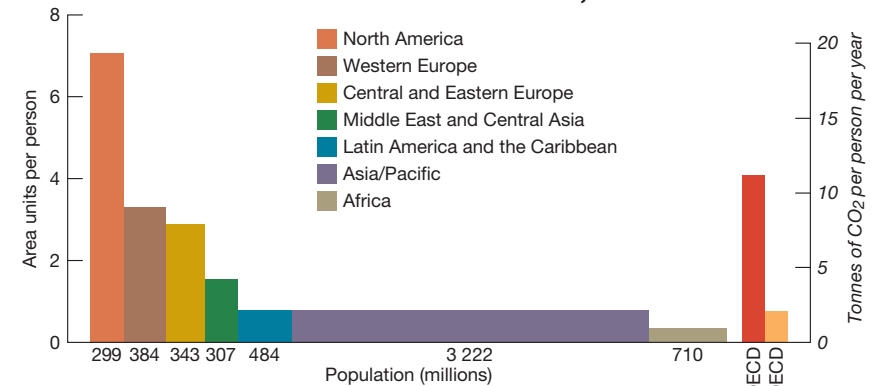 8
6
4
2
0
Area units per person
North America
Western Europe
Central and Eastern Europe
Middle East and Central Asia
Latin America and the Caribbean
Asia/Pacific
Africa
20
15
10
5
0
Tonnes of CO2 per person per year
299 384 343 307 484 3 222 710
Population (millions)